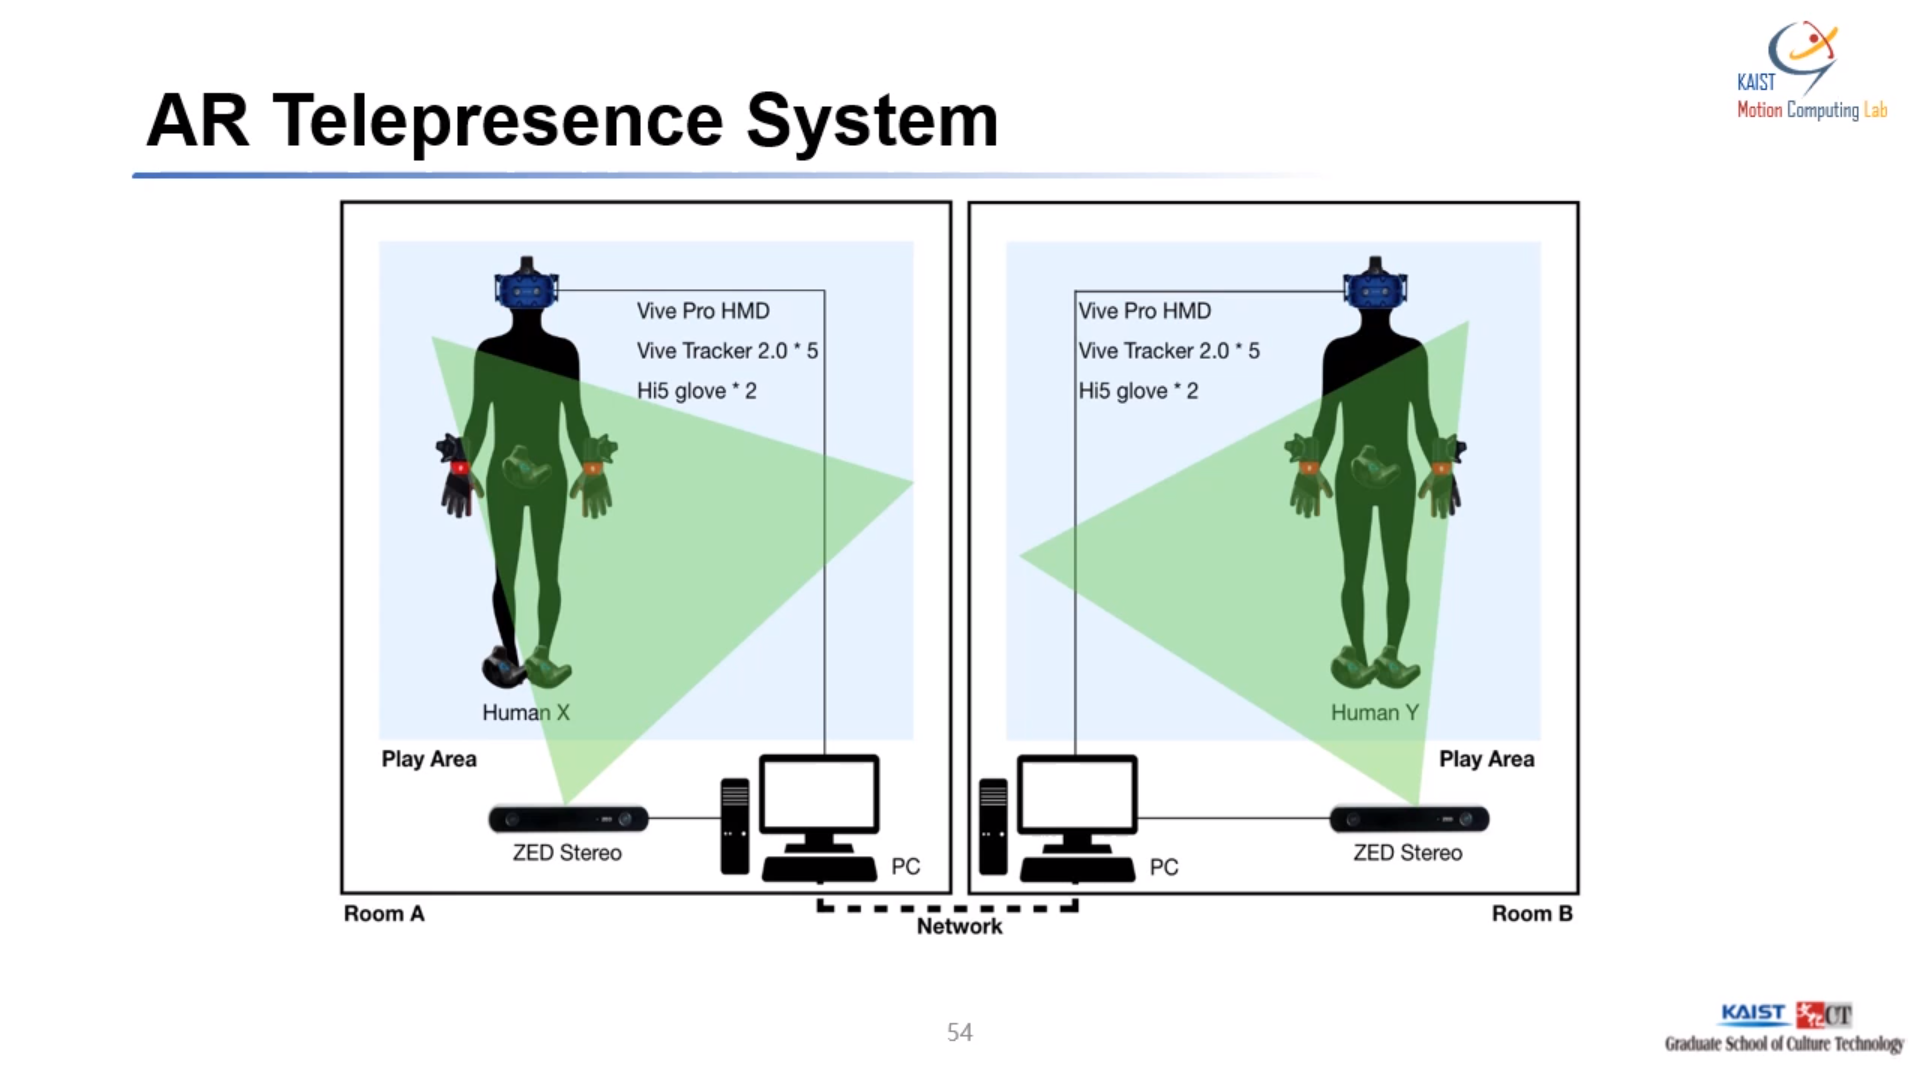 KAIST
Motion Computing Lab
AR Telepresence System
Vive Pro HMD
Vive Tracker 2.0 * 5
Hi5 glove * 2
Human X
Play Area
ZED Stereo
PC
Room A
Vive Pro HMD
Vive Tracker 2.0 * 5
Hi5 glove * 2
Human Y
Play Area
PC
ZED Stereo
Room B
Network
54
KAIST 文化 CT
Graduate School of Culture Technology